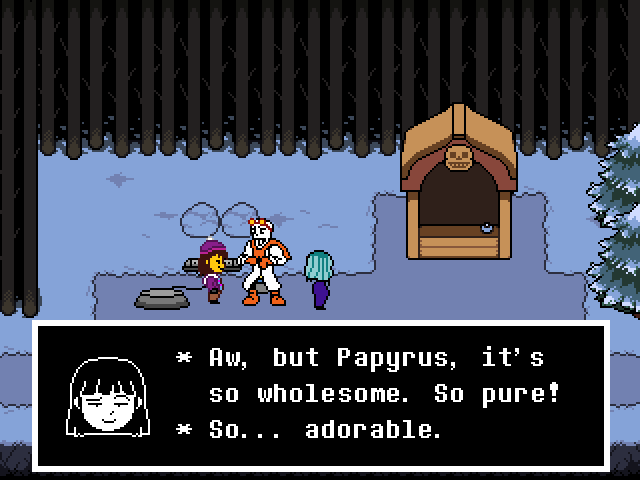 * Aw, but Papyrus, it's
so wholesome. So pure!
* So... adorable.